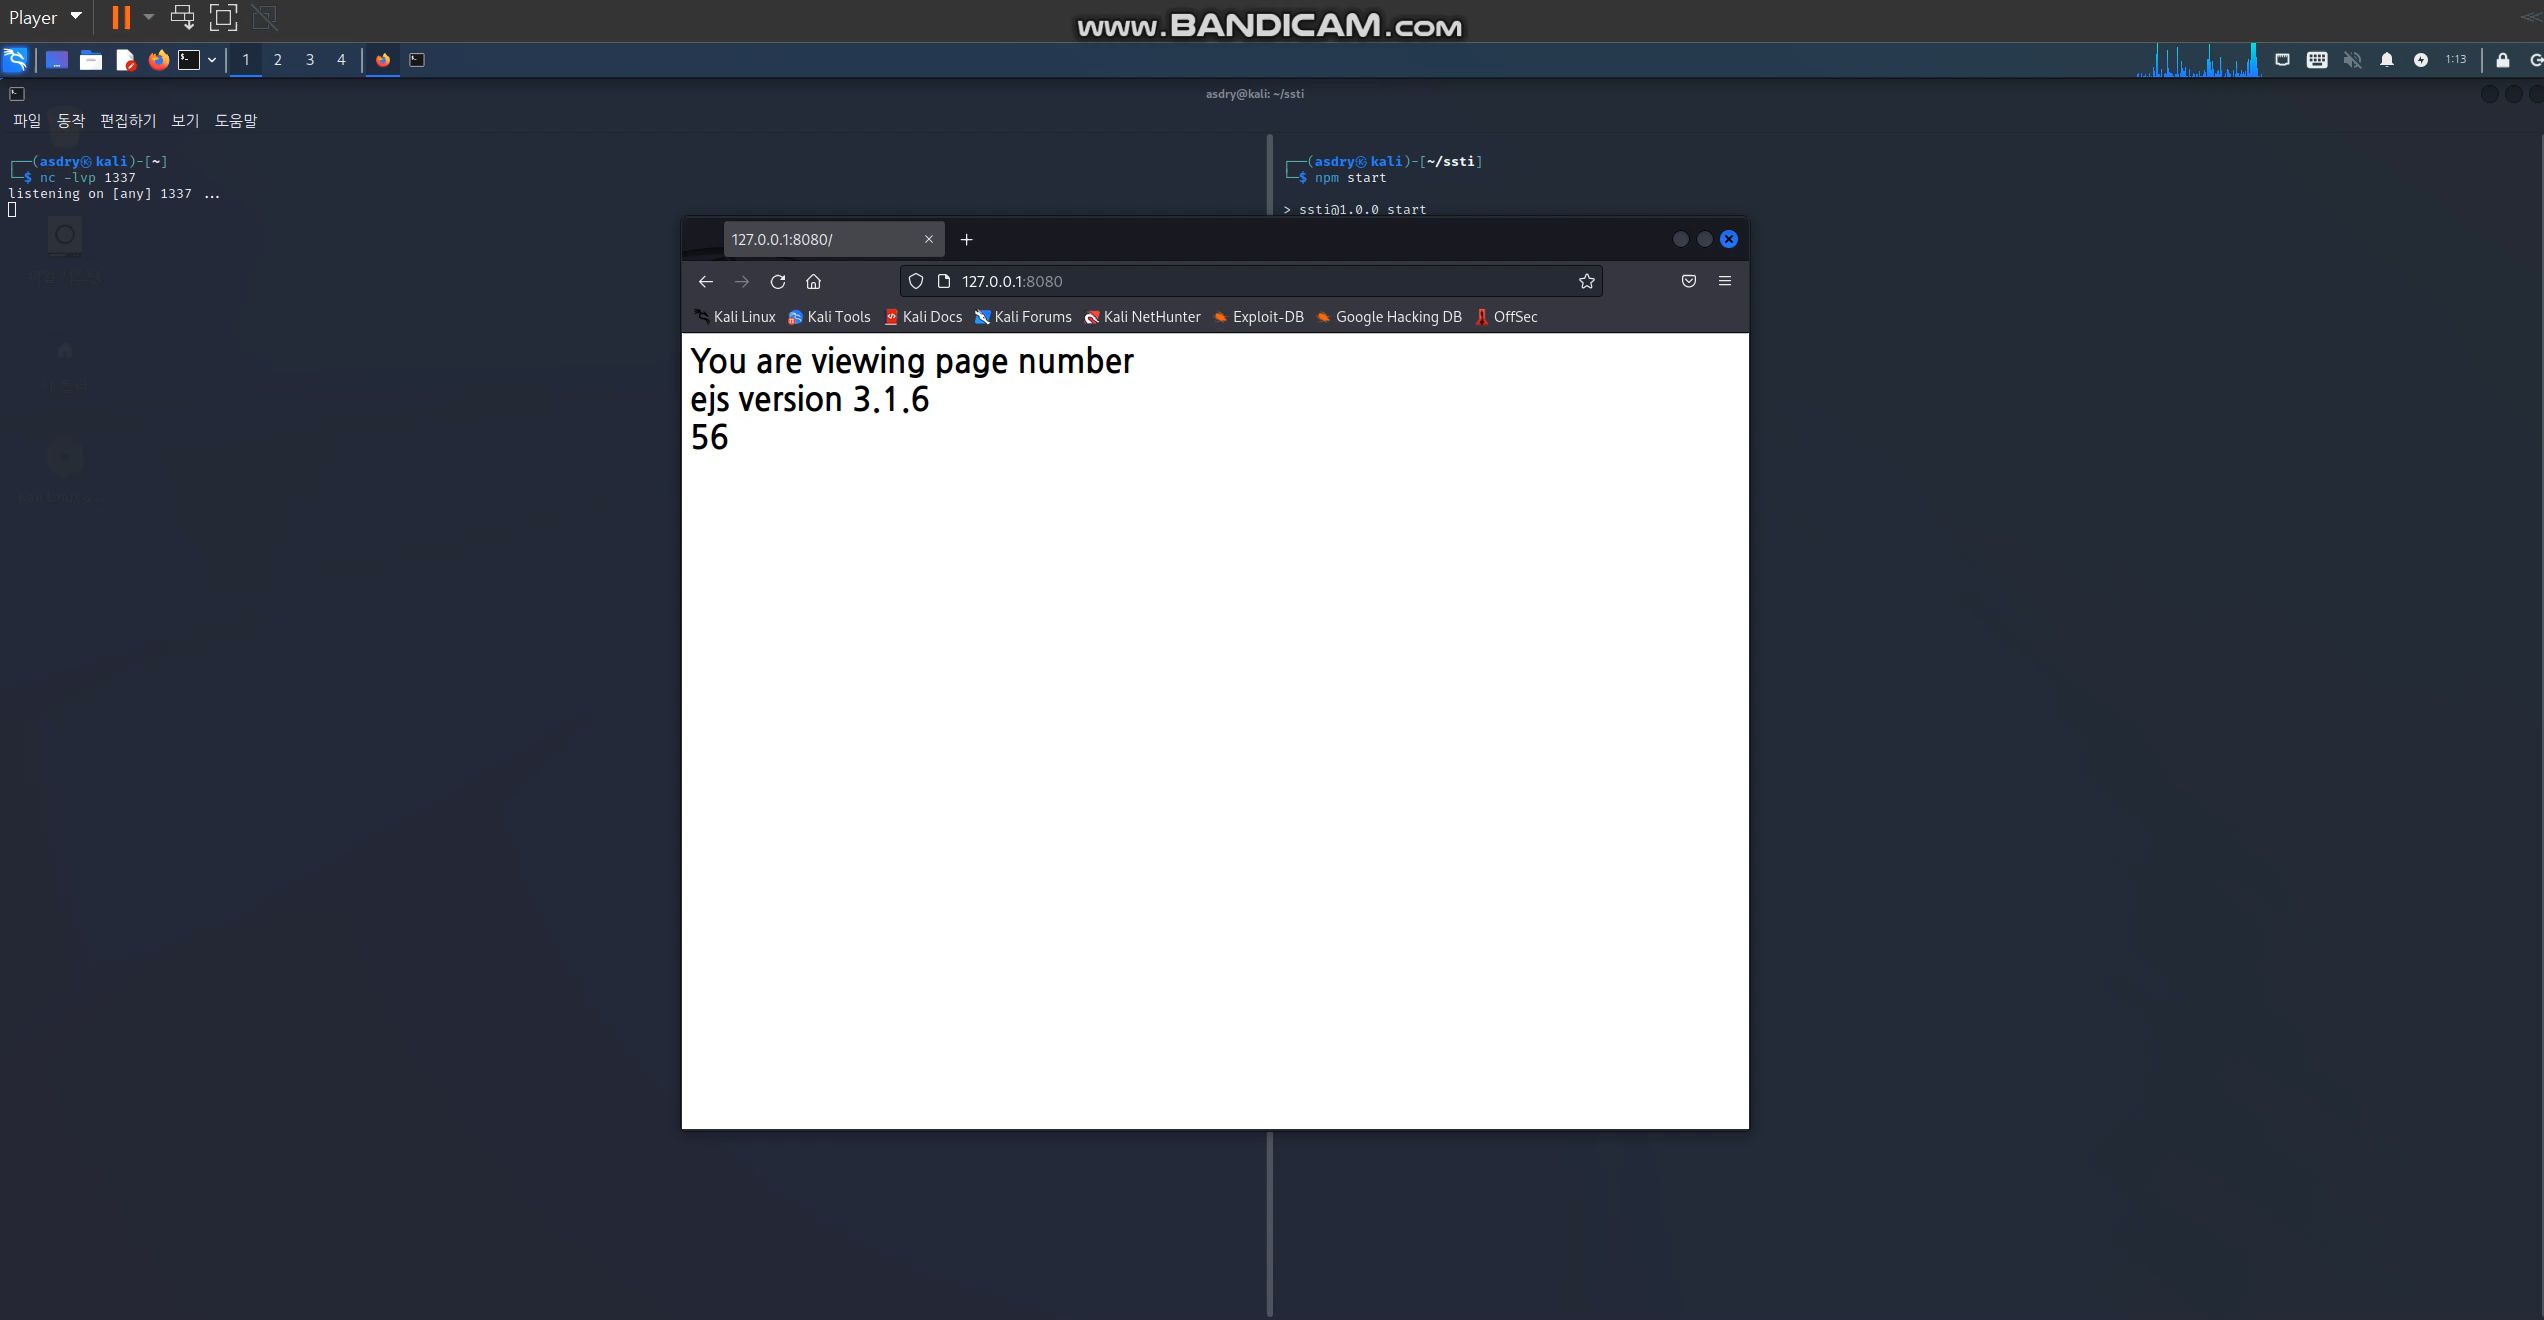 Player
www.BANDICAM.com
1 2 3 4
1:13
asdry@kali: ~/ssti
파일 동작 편집하기 보기 도움말
┌──(asdry㉿kali)-[~]
└─$ nc -lvp 1337
listening on [any] 1337 ...
┌──(asdry㉿kali)-[~/ssti]
└─$ npm start
> ssti@1.0.0 start
127.0.0.1:8080/
127.0.0.1:8080
Kali Linux Kali Tools Kali Docs Kali Forums Kali NetHunter Exploit-DB Google Hacking DB OffSec
You are viewing page number
ejs version 3.1.6
56